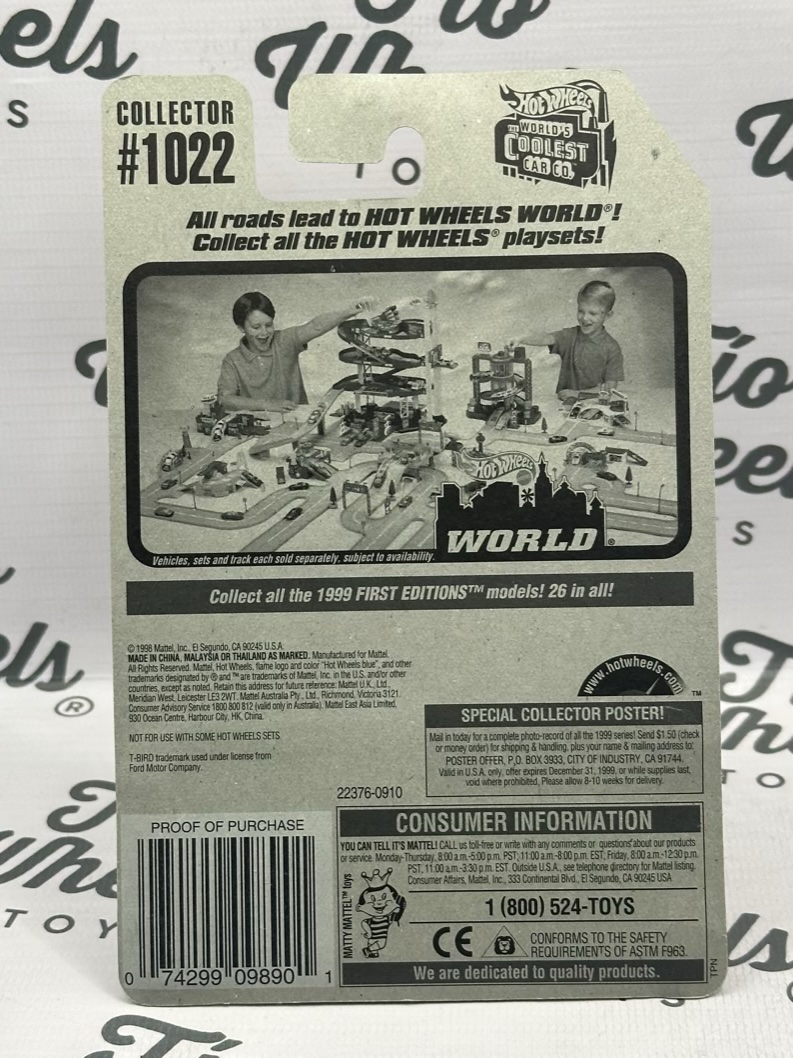 COLLECTOR
#1022
HOT WHEELS
THE WORLD'S
COOLEST
CAR CO.™
All roads lead to HOT WHEELS WORLD®!
Collect all the HOT WHEELS® playsets!
HOT WHEELS
WORLD®
Vehicles, sets and track each sold separately, subject to availability.
Collect all the 1999 FIRST EDITIONS™ models! 26 in all!
© 1998 Mattel, Inc., El Segundo, CA 90245 U.S.A.
MADE IN CHINA, MALAYSIA OR THAILAND AS MARKED. Manufactured for Mattel.
All Rights Reserved. Mattel, Hot Wheels, flame logo and color "Hot Wheels blue", and other
trademarks designated by ® and ™ are trademarks of Mattel, Inc. in the U.S. and/or other
countries, except as noted. Retain this address for future reference: Mattel U.K., Ltd.,
Meridian West, Leicester LE3 2WT. Mattel Australia Pty., Ltd., Richmond, Victoria 3121.
Consumer Advisory Service 1800 800 812 (valid only in Australia). Mattel East Asia Limited,
930 Ocean Centre, Harbour City, HK, China.
NOT FOR USE WITH SOME HOT WHEELS SETS.
T-BIRD trademark used under license from
Ford Motor Company.
22376-0910
www.hotwheels.com ™
SPECIAL COLLECTOR POSTER!
Mail in today for a complete photo-record of all the 1999 series! Send $1.50 (check
or money order) for shipping & handling, plus your name & mailing address to:
POSTER OFFER, P.O. BOX 3933, CITY OF INDUSTRY, CA 91744.
Valid in U.S.A. only, offer expires December 31, 1999, or while supplies last,
void where prohibited. Please allow 8-10 weeks for delivery.
PROOF OF PURCHASE
0 74299 09890 1
CONSUMER INFORMATION
YOU CAN TELL IT'S MATTEL! CALL us toll-free or write with any comments or questions about our products
or service. Monday-Thursday, 8:00 a.m.-5:00 p.m. PST; 11:00 a.m.-8:00 p.m. EST; Friday, 8:00 a.m.-12:30 p.m.
PST, 11:00 a.m.-3:30 p.m. EST. Outside U.S.A., see telephone directory for Mattel listing.
Consumer Affairs, Mattel, Inc., 333 Continental Blvd., El Segundo, CA 90245 USA
MATTY MATTEL™ toys
1 (800) 524-TOYS
CE
CONFORMS TO THE SAFETY
REQUIREMENTS OF ASTM F963.
We are dedicated to quality products.
TPN